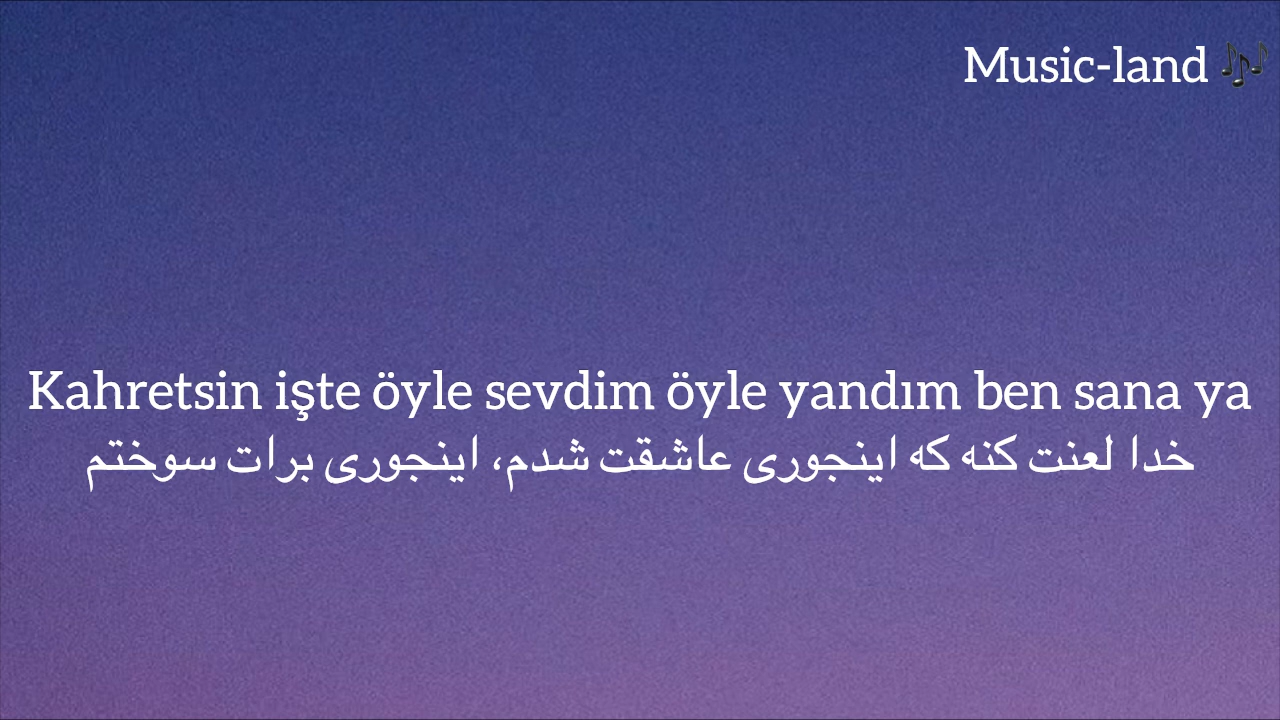 Music-land 🎶
Kahretsin işte öyle sevdim öyle yandım ben sana ya
خدا لعنت کنه که اینجوری عاشقت شدم، اینجوری برات سوختم